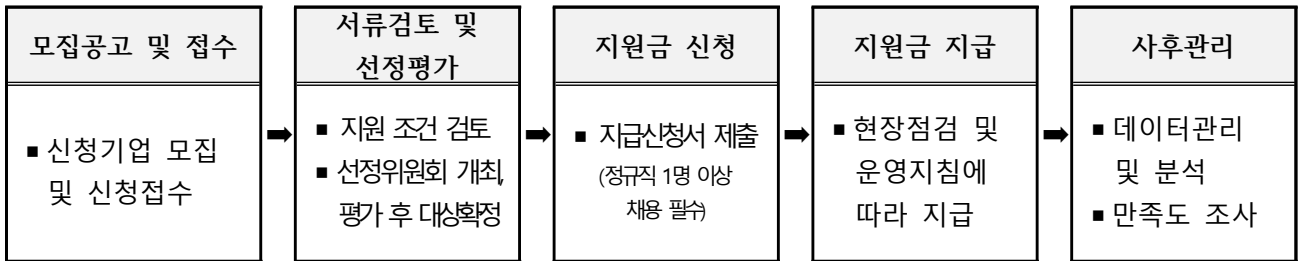 모집공고 및 접수
■ 신청기업 모집
및 신청접수
➡
서류검토 및
선정평가
■ 지원 조건 검토
■ 선정위원회 개최,
평가 후 대상확정
➡
지원금 신청
■ 지급신청서 제출
(정규직 1명 이상
채용 필수)
➡
지원금 지급
■ 현장점검 및
운영지침에
따라 지급
➡
사후관리
■ 데이터관리
및 분석
■ 만족도 조사